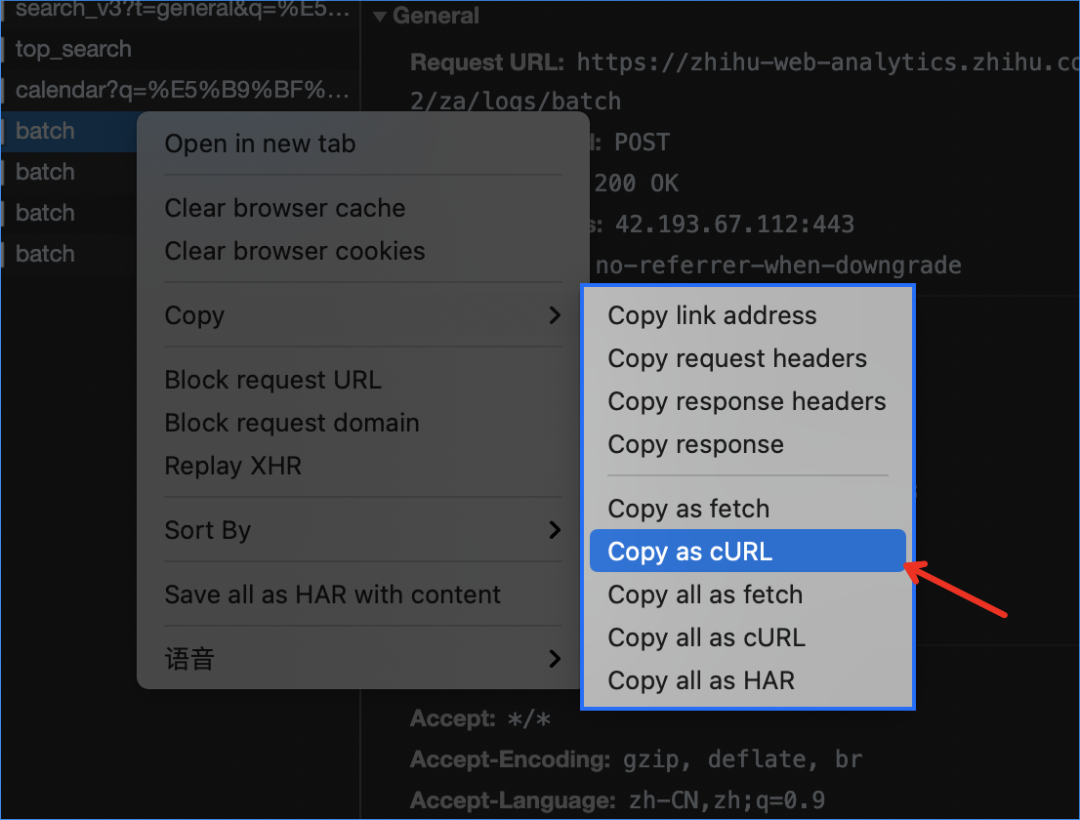 search_v3?t=general&q=%E5...
top_search
calendar?q=%E5%B9%BF%...
batch
batch
batch
batch
General
Request URL: https://zhihu-web-analytics.zhihu.co
2/za/logs/batch
: POST
200 OK
s: 42.193.67.112:443
no-referrer-when-downgrade
Open in new tab
Clear browser cache
Clear browser cookies
Copy
Block request URL
Block request domain
Replay XHR
Sort By
Save all as HAR with content
语音
Copy link address
Copy request headers
Copy response headers
Copy response
Copy as fetch
Copy as cURL
Copy all as fetch
Copy all as cURL
Copy all as HAR
Accept: */*
Accept-Encoding: gzip, deflate, br
Accept-Language: zh-CN,zh;q=0.9